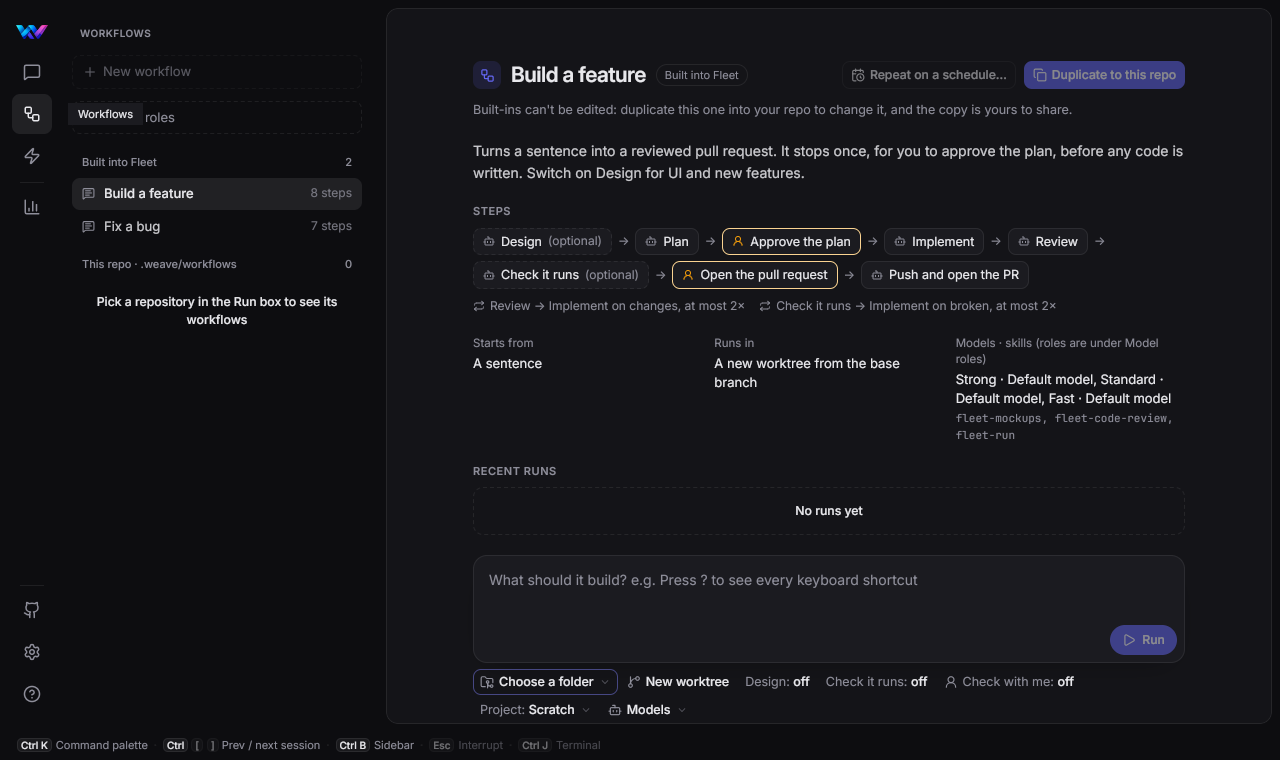 WORKFLOWS
New workflow
Workflows
roles
Built into Fleet 2
Build a feature 8 steps
Fix a bug 7 steps
This repo · .weave/workflows 0
Pick a repository in the Run box to see its
workflows
Build a feature Built into Fleet Repeat on a schedule... Duplicate to this repo
Built-ins can't be edited: duplicate this one into your repo to change it, and the copy is yours to share.
Turns a sentence into a reviewed pull request. It stops once, for you to approve the plan, before any code is
written. Switch on Design for UI and new features.
STEPS
Design (optional) → Plan → Approve the plan → Implement → Review →
Check it runs (optional) → Open the pull request → Push and open the PR
Review → Implement on changes, at most 2× Check it runs → Implement on broken, at most 2×
Starts from
A sentence
Runs in
A new worktree from the base
branch
Models · skills (roles are under Model
roles)
Strong · Default model, Standard ·
Default model, Fast · Default model
fleet-mockups, fleet-code-review,
fleet-run
RECENT RUNS
No runs yet
What should it build? e.g. Press ? to see every keyboard shortcut
Run
Choose a folder New worktree Design: off Check it runs: off Check with me: off
Project: Scratch Models
Ctrl K Command palette · Ctrl [ ] Prev / next session · Ctrl B Sidebar · Esc Interrupt · Ctrl J Terminal